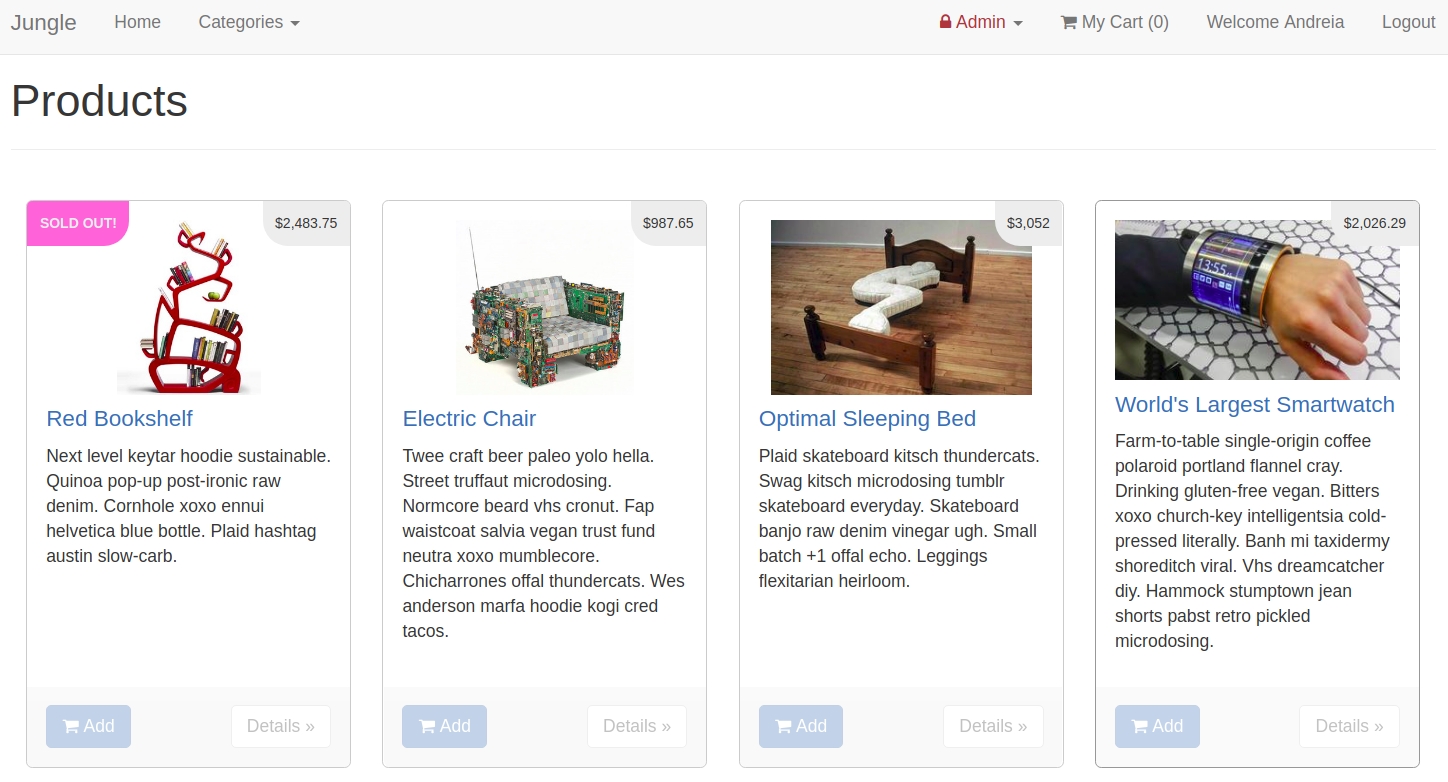 Jungle Home Categories Admin My Cart (0) Welcome Andreia Logout
Products
SOLD OUT! $2,483.75
Red Bookshelf
Next level keytar hoodie sustainable.
Quinoa pop-up post-ironic raw
denim. Cornhole xoxo ennui
helvetica blue bottle. Plaid hashtag
austin slow-carb.
Add Details »
$987.65
Electric Chair
Twee craft beer paleo yolo hella.
Street truffaut microdosing.
Normcore beard vhs cronut. Fap
waistcoat salvia vegan trust fund
neutra xoxo mumblecore.
Chicharrones offal thundercats. Wes
anderson marfa hoodie kogi cred
tacos.
Add Details »
$3,052
Optimal Sleeping Bed
Plaid skateboard kitsch thundercats.
Swag kitsch microdosing tumblr
skateboard everyday. Skateboard
banjo raw denim vinegar ugh. Small
batch +1 offal echo. Leggings
flexitarian heirloom.
Add Details »
$2,026.29
13:55
World's Largest Smartwatch
Farm-to-table single-origin coffee
polaroid portland flannel cray.
Drinking gluten-free vegan. Bitters
xoxo church-key intelligentsia cold-
pressed literally. Banh mi taxidermy
shoreditch viral. Vhs dreamcatcher
diy. Hammock stumptown jean
shorts pabst retro pickled
microdosing.
Add Details »